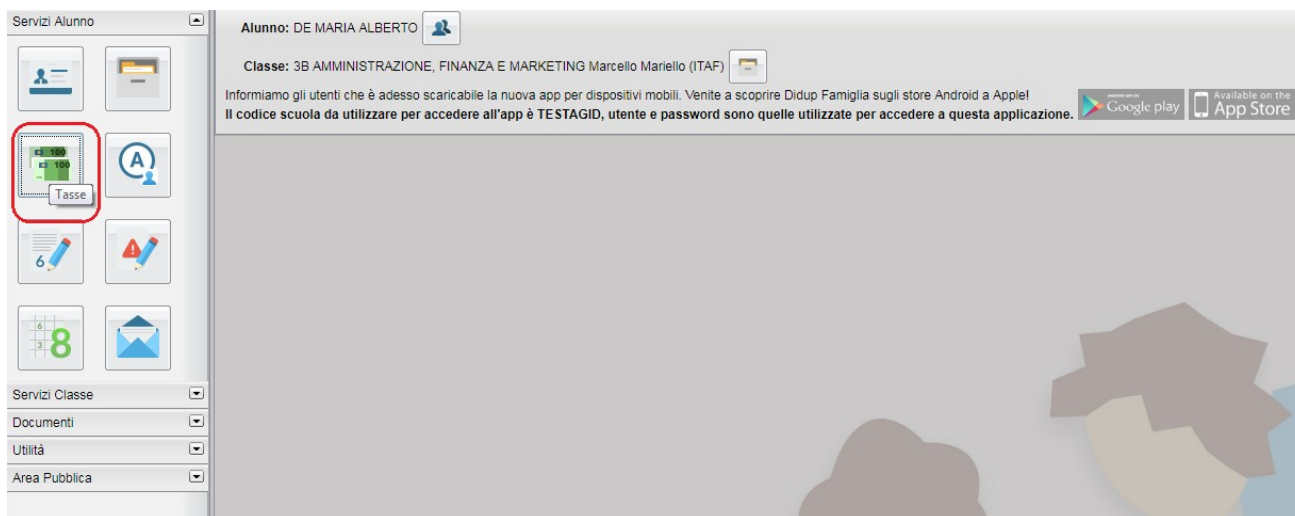 Servizi Alunno
100
100
Tasse
A
6
6
3
8
Servizi Classe
Documenti
Utilità
Area Pubblica
Alunno: DE MARIA ALBERTO
Classe: 3B AMMINISTRAZIONE, FINANZA E MARKETING Marcello Mariello (ITAF)
Informiamo gli utenti che è adesso scaricabile la nuova app per dispositivi mobili. Venite a scoprire Didup Famiglia sugli store Android a Apple!
Il codice scuola da utilizzare per accedere all'app è TESTAGID, utente e password sono quelle utilizzate per accedere a questa applicazione.
Google play
Available on the
App Store